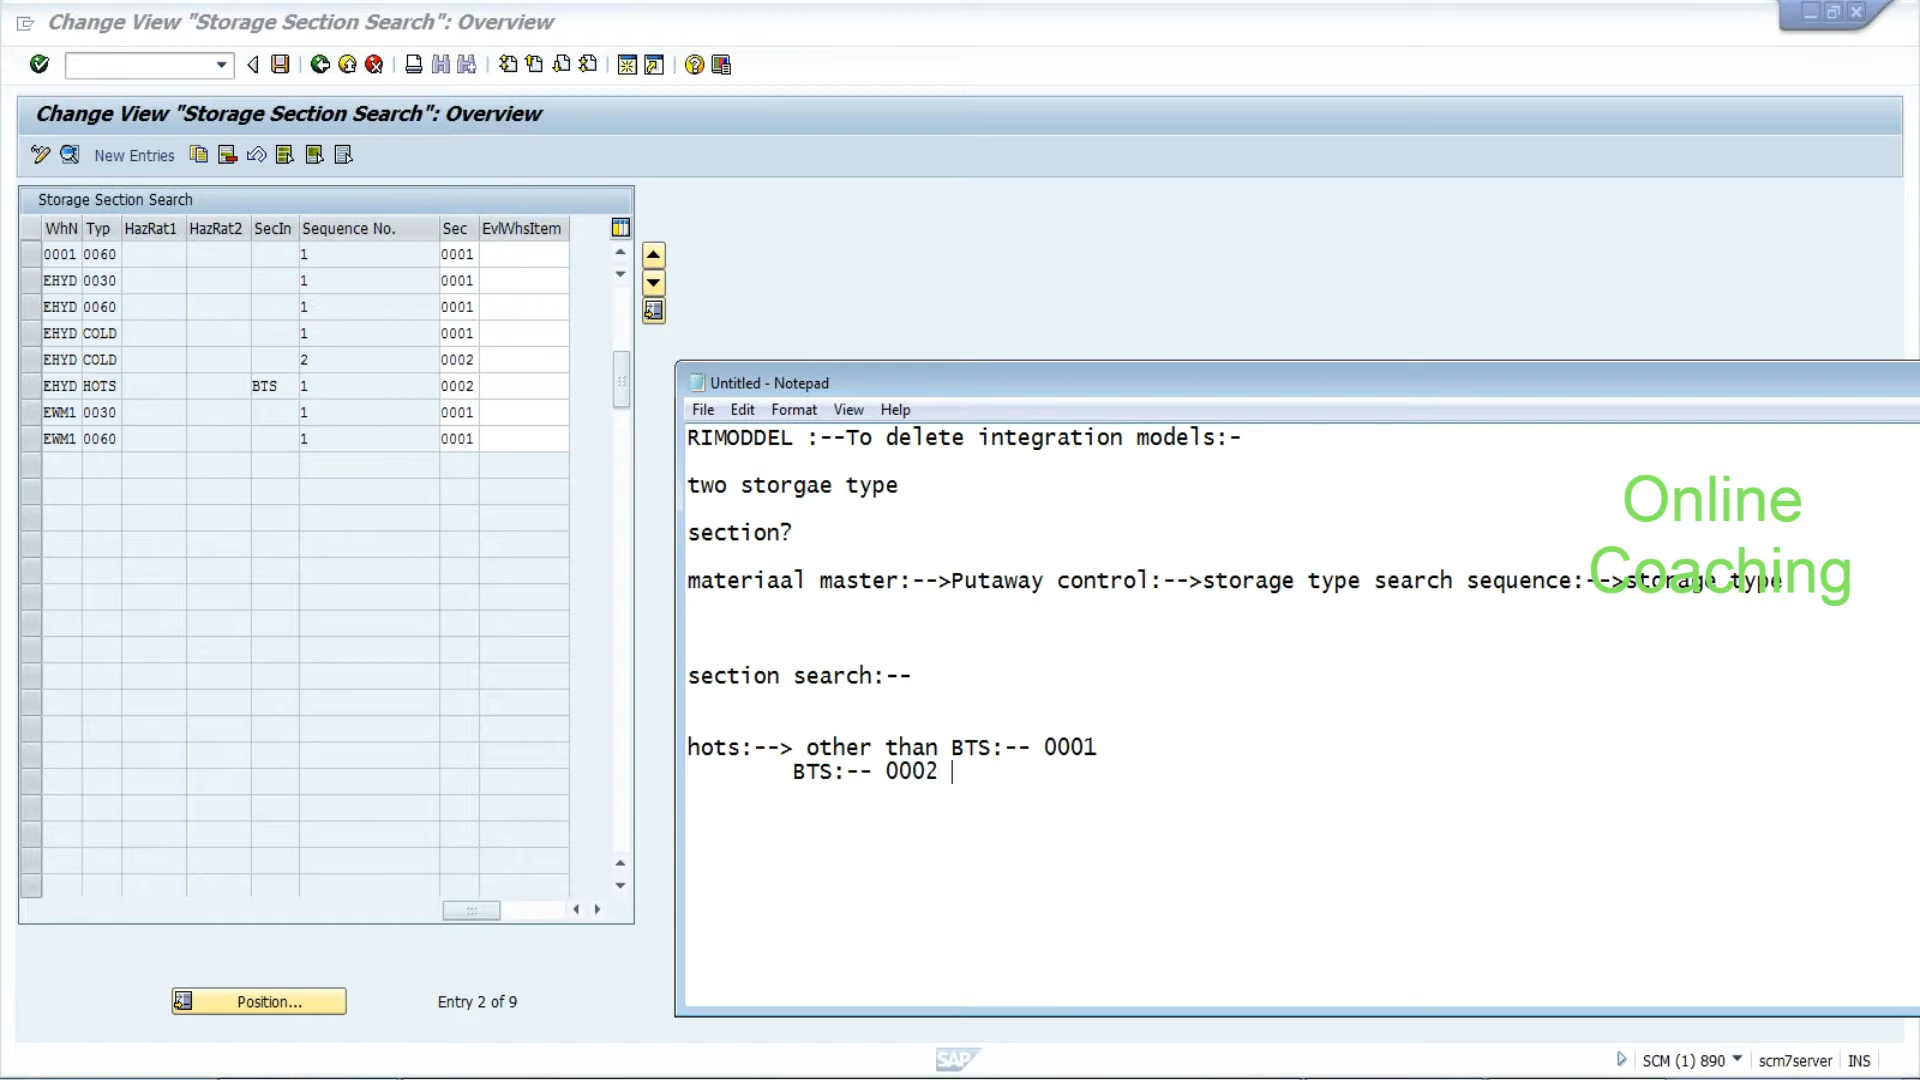 Change View "Storage Section Search": Overview
Change View "Storage Section Search": Overview
New Entries
Storage Section Search
WhN Typ HazRat1 HazRat2 SecIn Sequence No. Sec EvlWhsItem
0001 0060 1 0001
EHYD 0030 1 0001
EHYD 0060 1 0001
EHYD COLD 1 0001
EHYD COLD 2 0002
EHYD HOTS BTS 1 0002
EWM1 0030 1 0001
EWM1 0060 1 0001
Position... Entry 2 of 9
Untitled - Notepad
File Edit Format View Help
RIMODDEL :--To delete integration models:-
two storgae type
section?
materiaal master:-->Putaway control:-->storage type search sequence:-->storage type
section search:--
hots:--> other than BTS:-- 0001
BTS:-- 0002
Online
Coaching
SAP
SCM (1) 890 scm7server INS